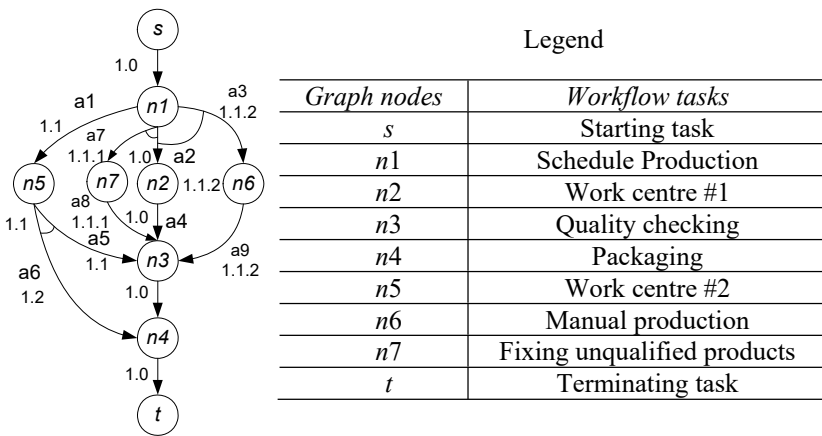 Legend
Graph nodes Workflow tasks
s Starting task
n1 Schedule Production
n2 Work centre #1
n3 Quality checking
n4 Packaging
n5 Work centre #2
n6 Manual production
n7 Fixing unqualified products
t Terminating task
s
1.0
a1 n1 a3
1.1 a7 1.1.2
1.1.1 1.0 a2
n5 n7 n2 1.1.2 n6
a8
1.1 1.1.1 1.0 a4
a5 a9
1.1 n3 1.1.2
a6
1.2 1.0
n4
1.0
t